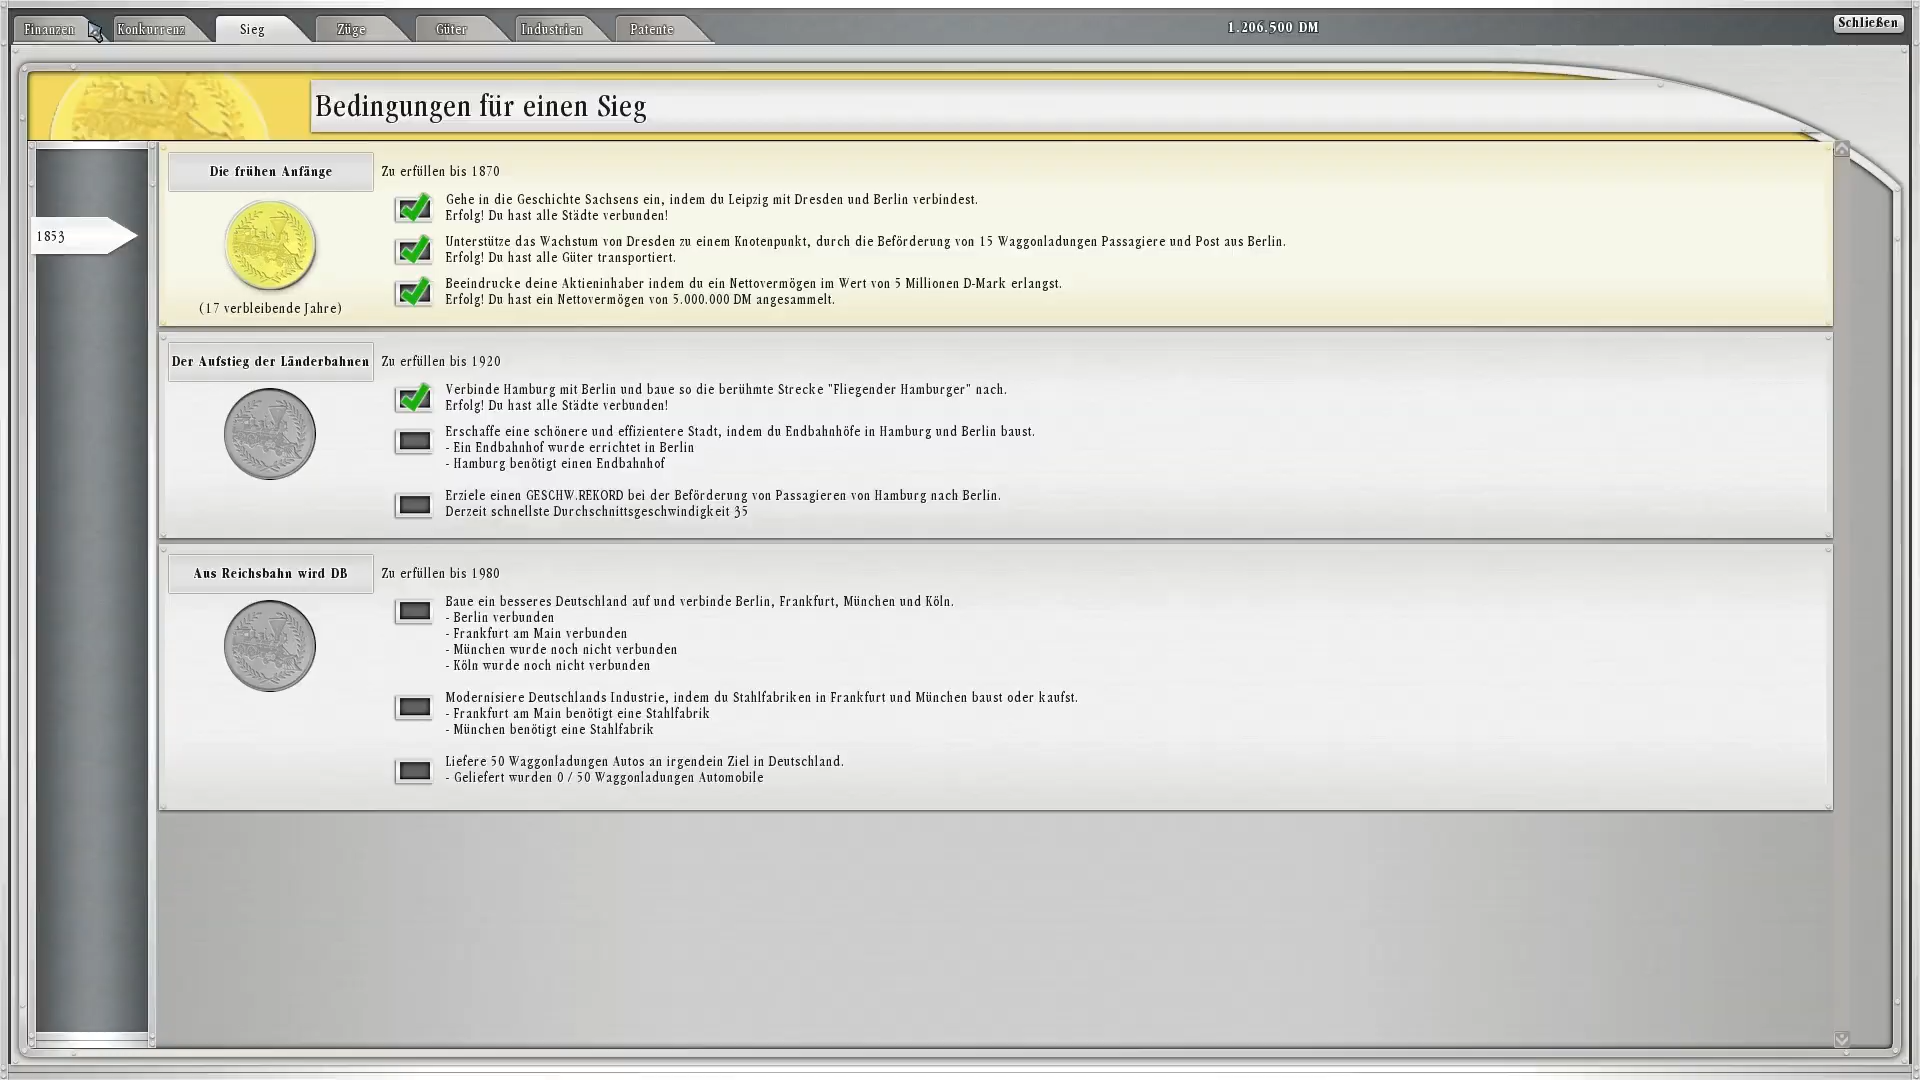 Finanzen
Konkurrenz
Sieg
Züge
Güter
Industrien
Patente
1.206.500 DM
Schließen
Bedingungen für einen Sieg
1853
Die frühen Anfänge
Zu erfüllen bis 1870
Gehe in die Geschichte Sachsens ein, indem du Leipzig mit Dresden und Berlin verbindest.
Erfolg! Du hast alle Städte verbunden!
Unterstütze das Wachstum von Dresden zu einem Knotenpunkt, durch die Beförderung von 15 Waggonladungen Passagiere und Post aus Berlin.
Erfolg! Du hast alle Güter transportiert.
Beeindrucke deine Aktieninhaber indem du ein Nettovermögen im Wert von 5 Millionen D-Mark erlangst.
Erfolg! Du hast ein Nettovermögen von 5.000.000 DM angesammelt.
(17 verbleibende Jahre)
Der Aufstieg der Länderbahnen
Zu erfüllen bis 1920
Verbinde Hamburg mit Berlin und baue so die berühmte Strecke "Fliegender Hamburger" nach.
Erfolg! Du hast alle Städte verbunden!
Erschaffe eine schönere und effizientere Stadt, indem du Endbahnhöfe in Hamburg und Berlin baust.
- Ein Endbahnhof wurde errichtet in Berlin
- Hamburg benötigt einen Endbahnhof
Erziele einen GESCHW.REKORD bei der Beförderung von Passagieren von Hamburg nach Berlin.
Derzeit schnellste Durchschnittsgeschwindigkeit 35
Aus Reichsbahn wird DB
Zu erfüllen bis 1980
Baue ein besseres Deutschland auf und verbinde Berlin, Frankfurt, München und Köln.
- Berlin verbunden
- Frankfurt am Main verbunden
- München wurde noch nicht verbunden
- Köln wurde noch nicht verbunden
Modernisiere Deutschlands Industrie, indem du Stahlfabriken in Frankfurt und München baust oder kaufst.
- Frankfurt am Main benötigt eine Stahlfabrik
- München benötigt eine Stahlfabrik
Liefere 50 Waggonladungen Autos an irgendein Ziel in Deutschland.
- Geliefert wurden 0 / 50 Waggonladungen Automobile